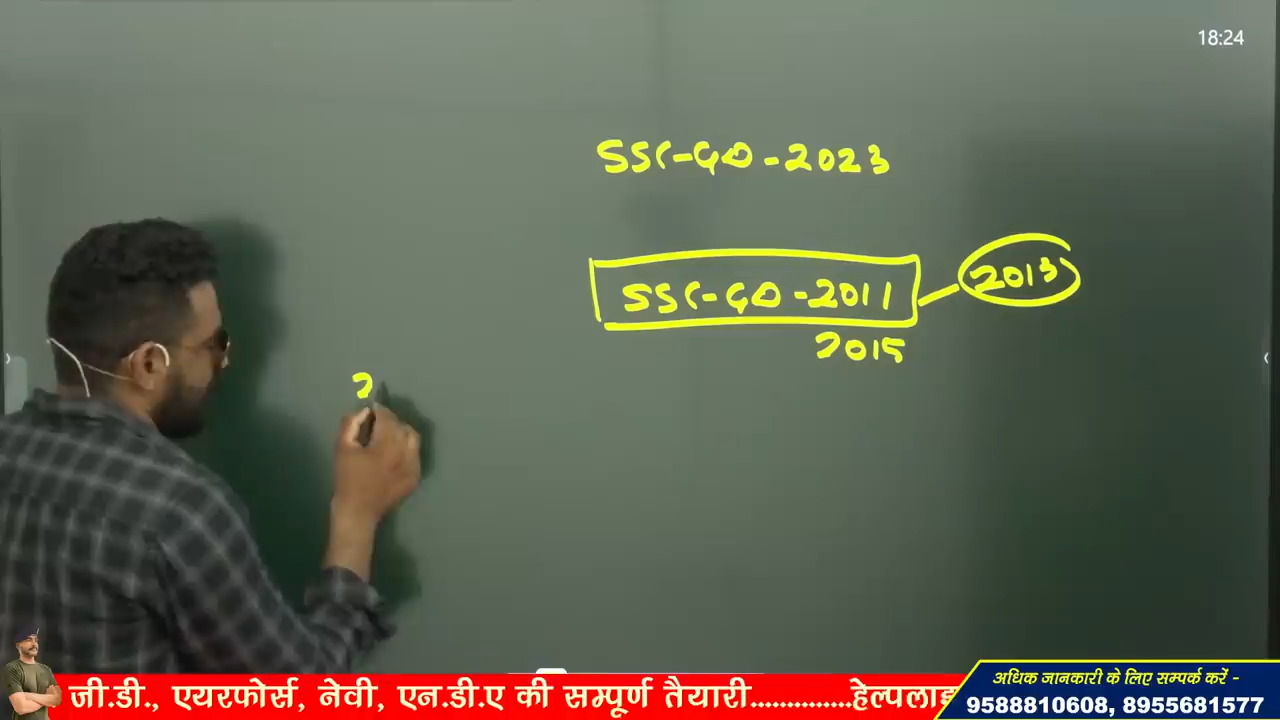 18:24
SSC-GD-2023
SSC-GD-2011
2013
2015
2
जी.डी., एयरफोर्स, नेवी, एन.डी.ए की सम्पूर्ण तैयारी..............हेल्पलाइ
अधिक जानकारी के लिए सम्पर्क करें -
9588810608, 8955681577